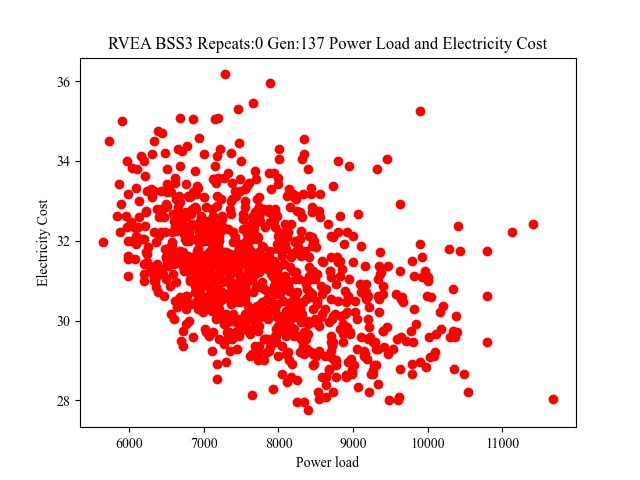 RVEA BSS3 Repeats:0 Gen:137 Power Load and Electricity Cost
36
34
32
30
28
Electricity Cost
6000 7000 8000 9000 10000 11000
Power load